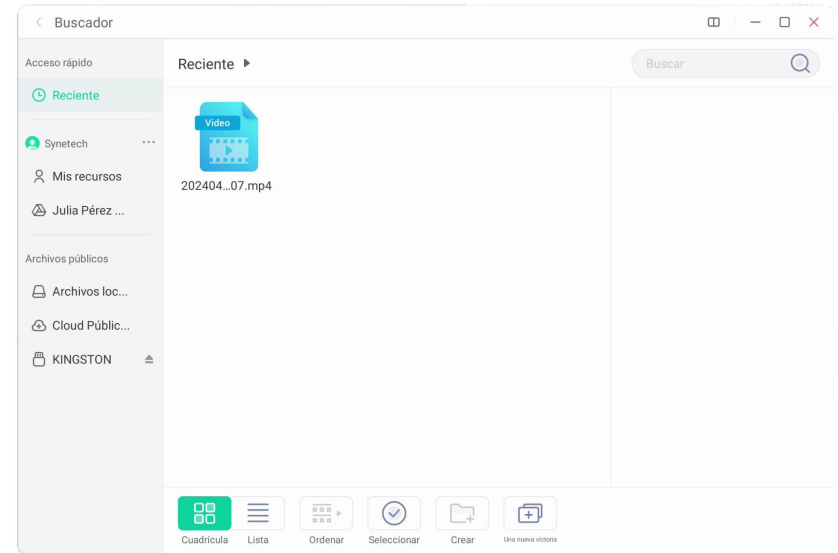 Buscador
Acceso rápido
Reciente
Synetech
Mis recursos
Julia Pérez ...
Archivos públicos
Archivos loc...
Cloud Públic...
KINGSTON
Reciente
Buscar
Video
202404...07.mp4
Cuadrícula
Lista
Ordenar
Seleccionar
Crear
Una nueva victoria